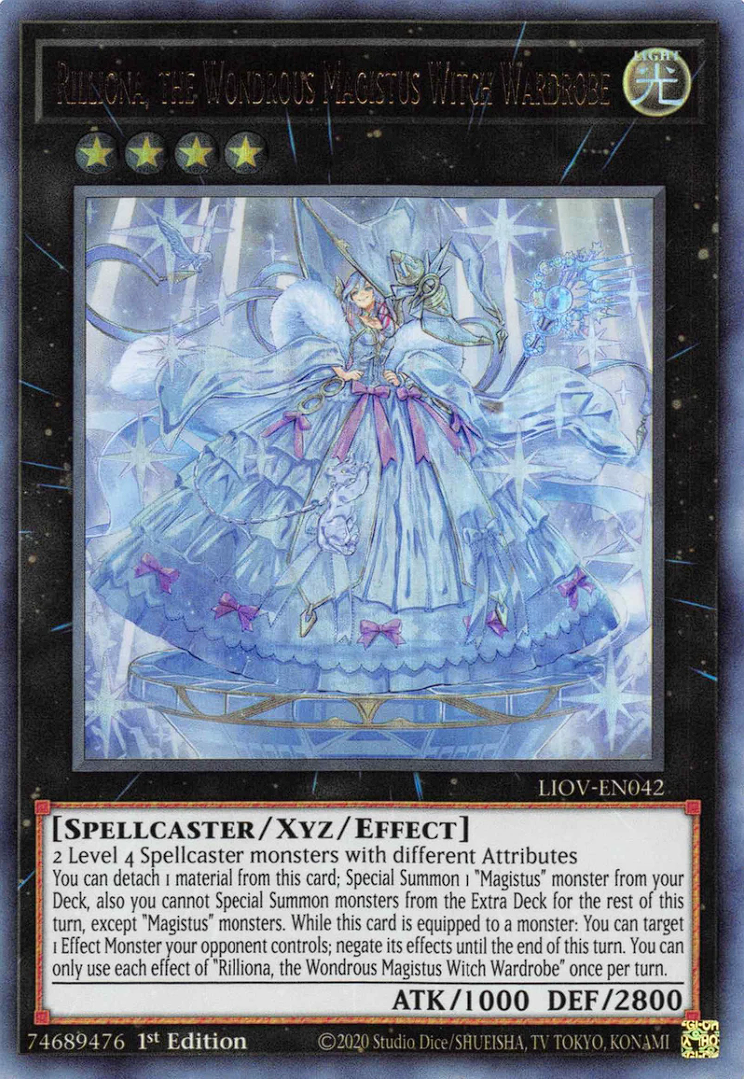 Rilliona, the Wondrous Magistus Witch Wardrobe
LIGHT
光
LIOV-EN042
[Spellcaster/Xyz/Effect]
2 Level 4 Spellcaster monsters with different Attributes
You can detach 1 material from this card; Special Summon 1 "Magistus" monster from your
Deck, also you cannot Special Summon monsters from the Extra Deck for the rest of this
turn, except "Magistus" monsters. While this card is equipped to a monster: You can target
1 Effect Monster your opponent controls; negate its effects until the end of this turn. You can
only use each effect of "Rilliona, the Wondrous Magistus Witch Wardrobe" once per turn.
ATK/1000 DEF/2800
74689476 1st Edition ©2020 Studio Dice/SHUEISHA, TV TOKYO, KONAMI